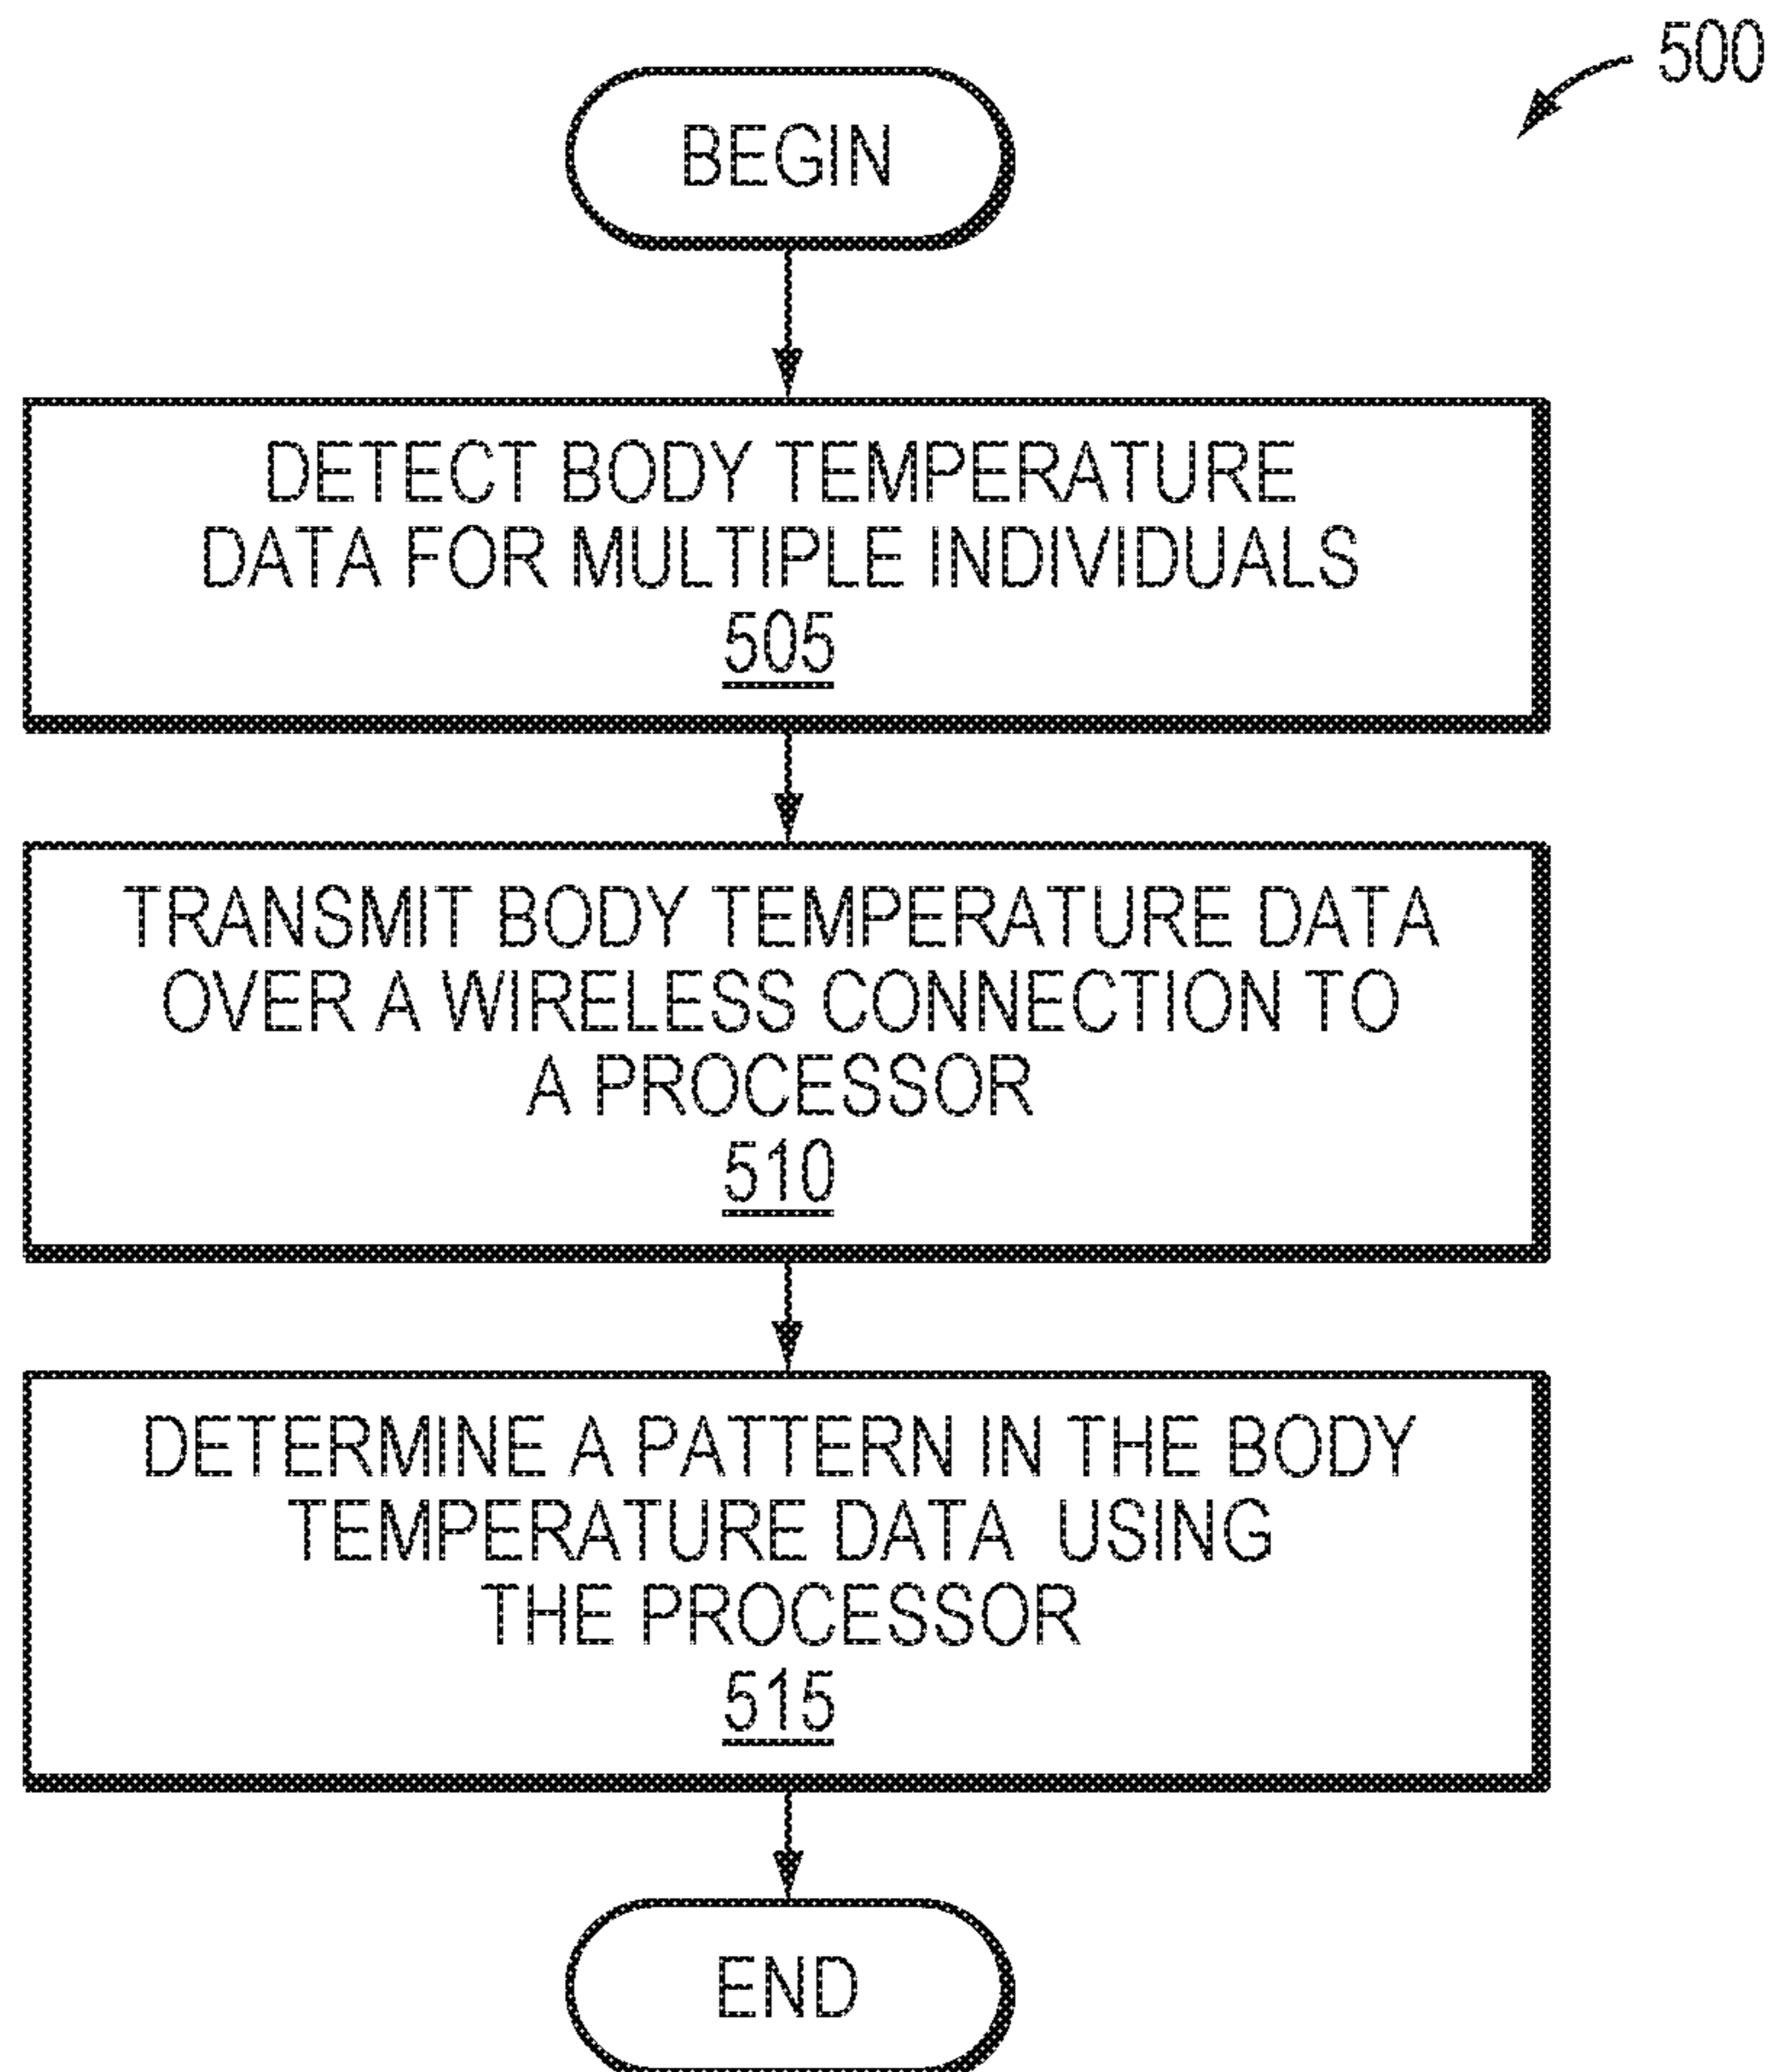 500
BEGIN
DETECT BODY TEMPERATURE
DATA FOR MULTIPLE INDIVIDUALS
505
TRANSMIT BODY TEMPERATURE DATA
OVER A WIRELESS CONNECTION TO
A PROCESSOR
510
DETERMINE A PATTERN IN THE BODY
TEMPERATURE DATA USING
THE PROCESSOR
515
END